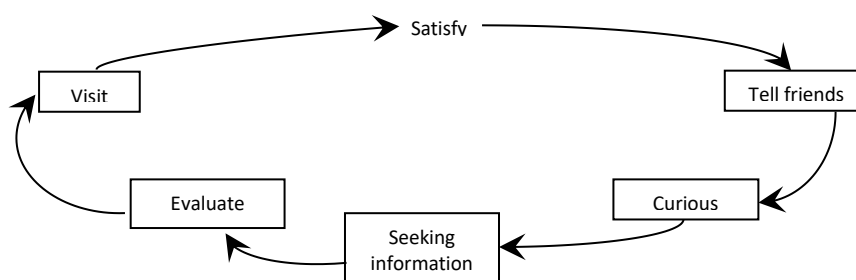 Satisfy
Visit
Tell friends
Evaluate
Curious
Seeking
information